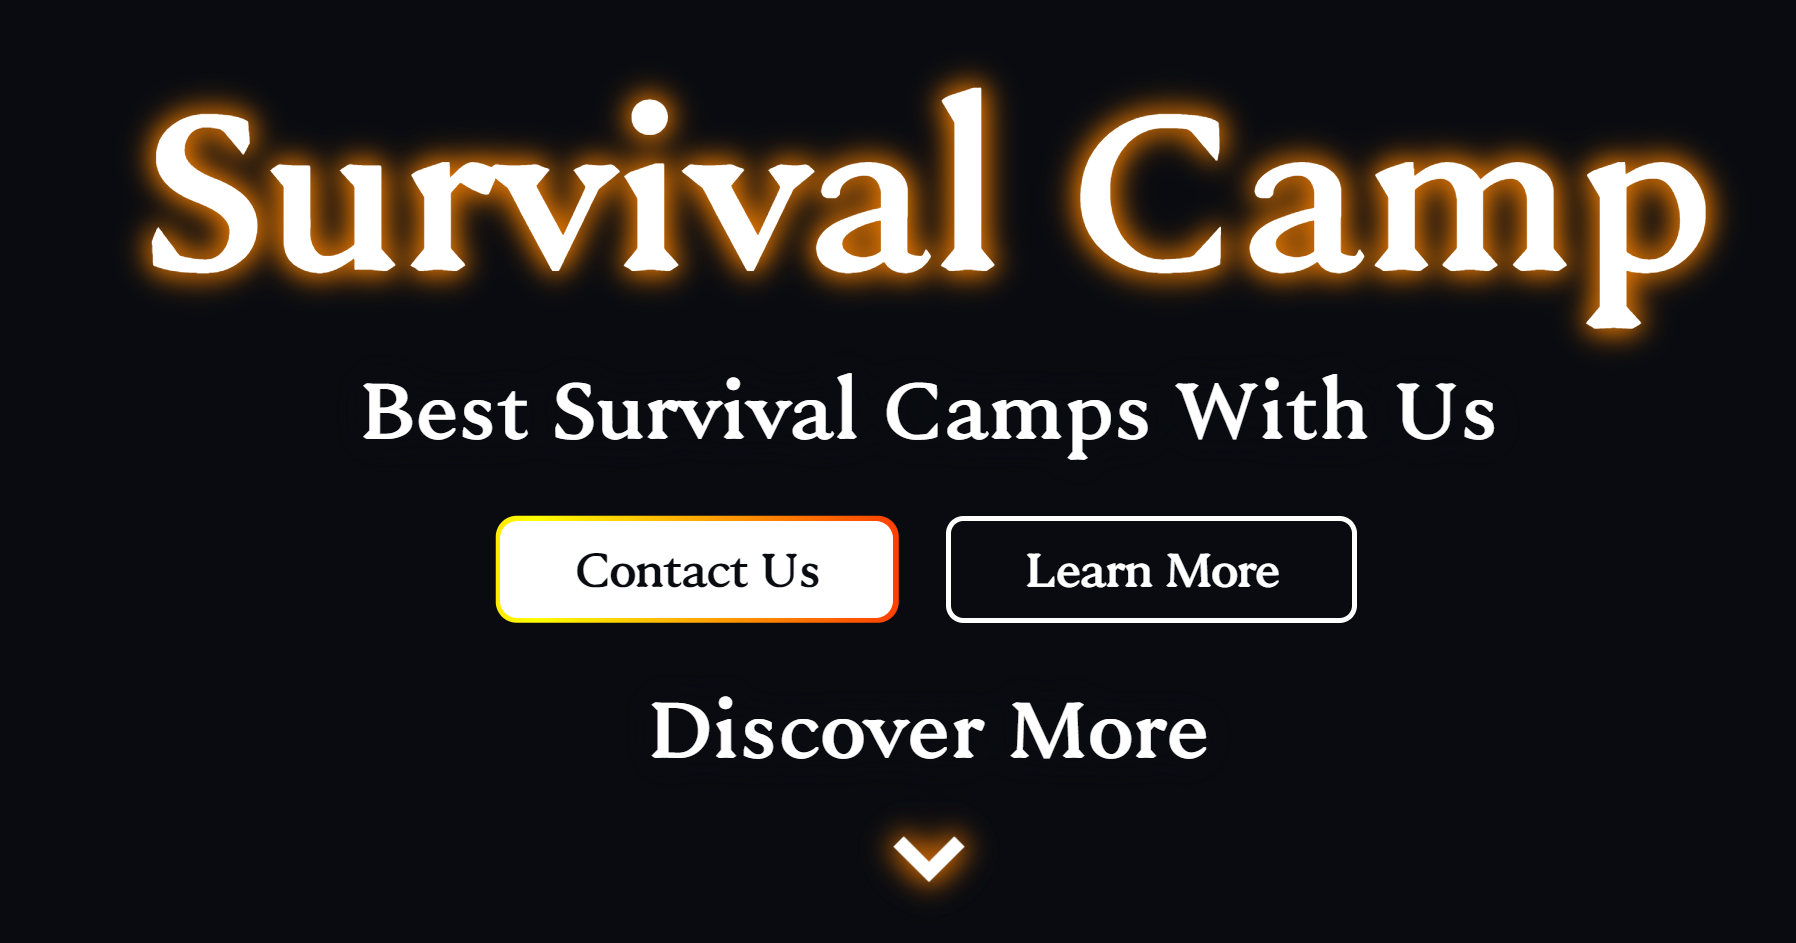 Survival Camp
Best Survival Camps With Us
Contact Us Learn More
Discover More